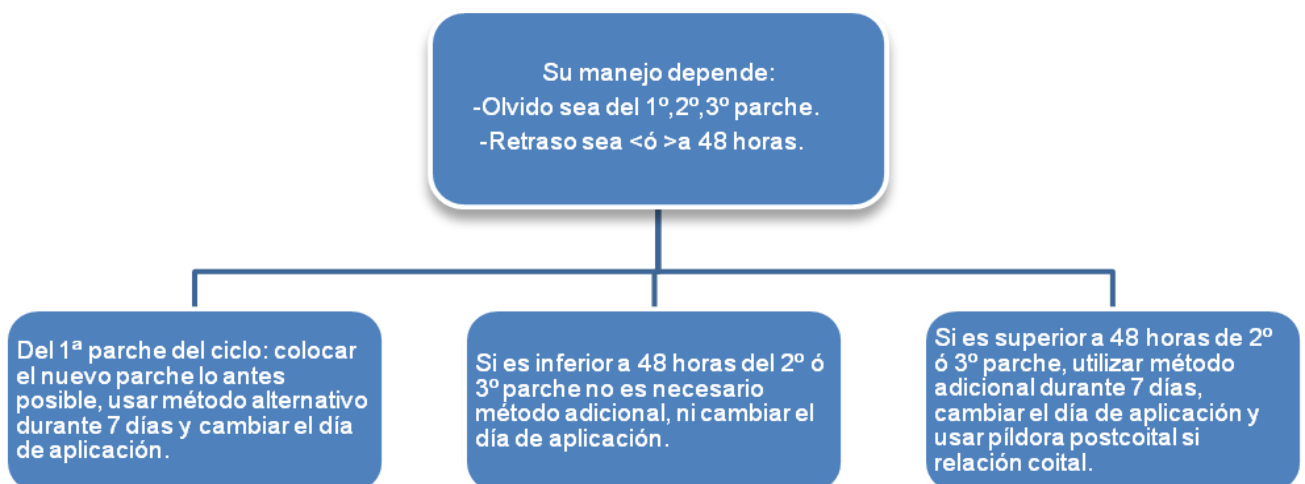 Su manejo depende:
-Olvido sea del 1º,2º,3º parche.
-Retraso sea <ó >a 48 horas.
Del 1ª parche del ciclo: colocar
el nuevo parche lo antes
posible, usar método alternativo
durante 7 días y cambiar el día
de aplicación.
Si es inferior a 48 horas del 2º ó
3º parche no es necesario
método adicional, ni cambiar el
día de aplicación.
Si es superior a 48 horas de 2º
ó 3º parche, utilizar método
adicional durante 7 días,
cambiar el día de aplicación y
usar píldora postcoital si
relación coital.